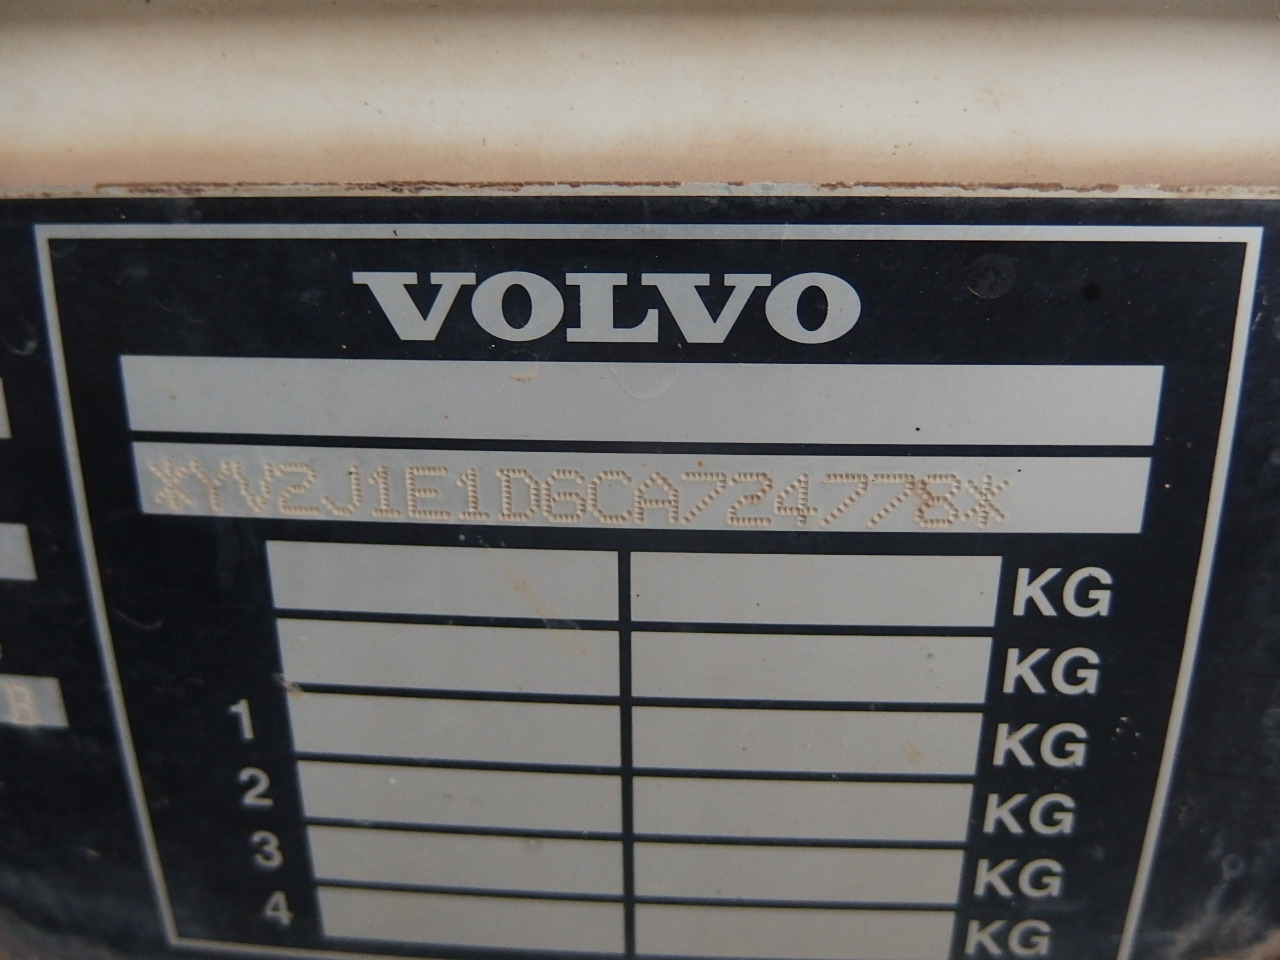 VOLVO
*YV2J1E1D6CA724778*
KG
KG
1 KG
2 KG
B
3 KG
4 KG